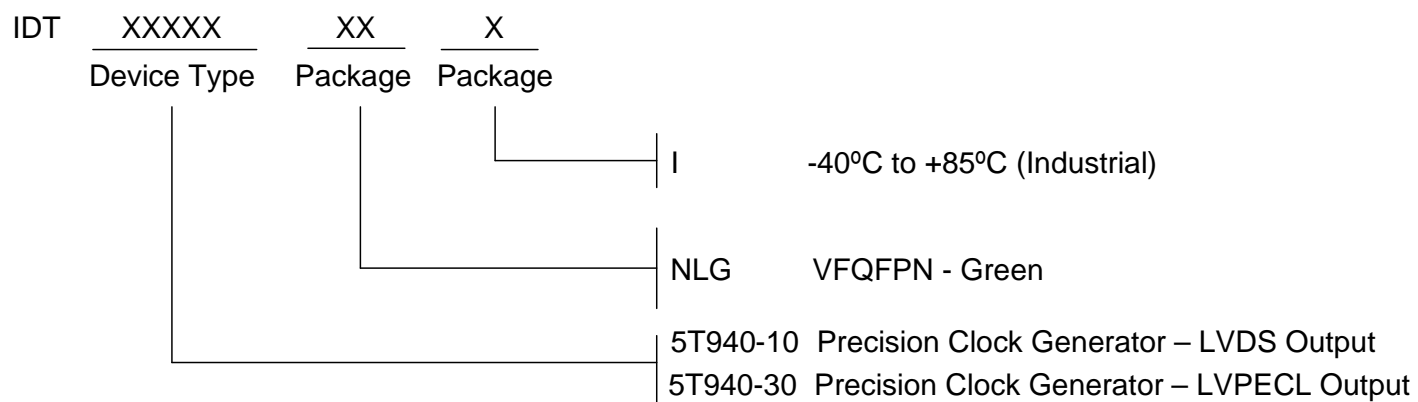 IDT XXXXX XX X
Device Type Package Package
I -40ºC to +85ºC (Industrial)
NLG VFQFPN - Green
5T940-10 Precision Clock Generator – LVDS Output
5T940-30 Precision Clock Generator – LVPECL Output